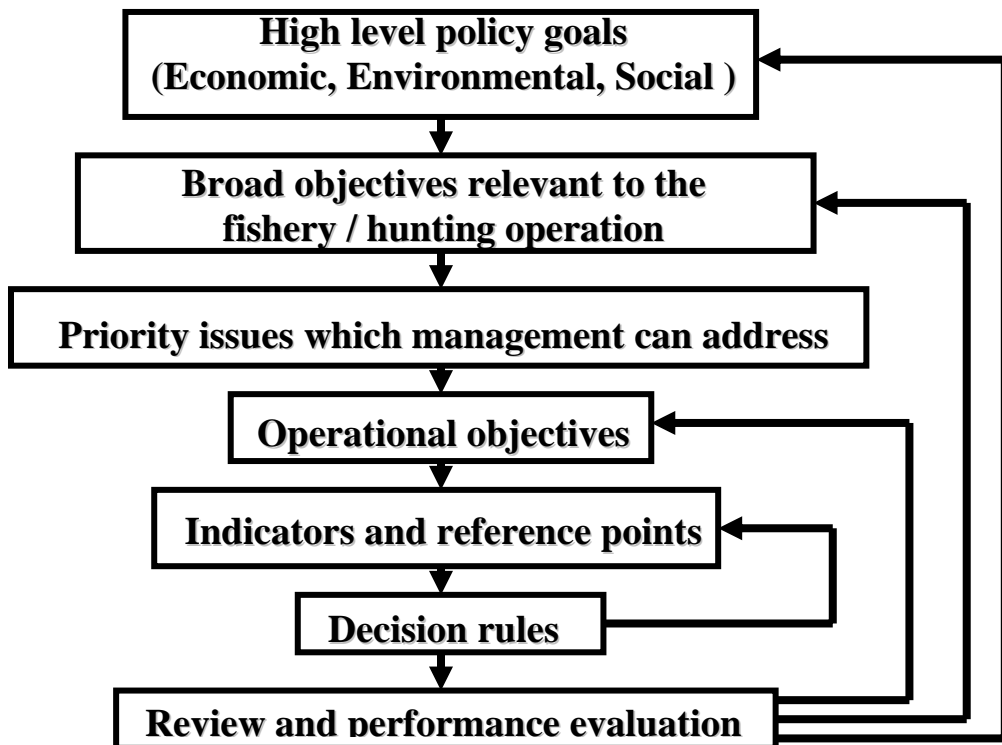 High level policy goals
(Economic, Environmental, Social )
Broad objectives relevant to the
fishery / hunting operation
Priority issues which management can address
Operational objectives
Indicators and reference points
Decision rules
Review and performance evaluation